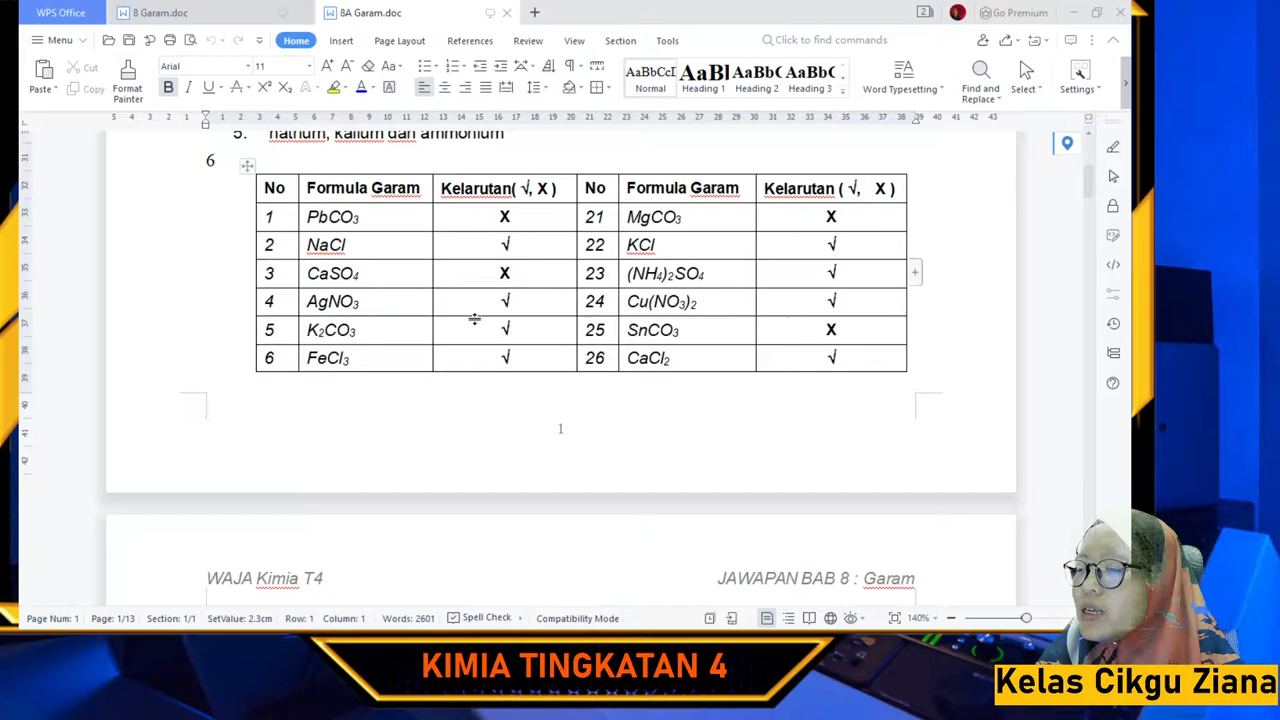 WPS Office
8 Garam.doc
8A Garam.doc
2
Go Premium
Menu
Home
Insert
Page Layout
References
Review
View
Section
Tools
Click to find commands
Paste
Cut
Copy
Format Painter
Arial
11
AaBbCcD
Normal
AaBl
Heading 1
AaBbC
Heading 2
AaBbC
Heading 3
Word Typesetting
Find and Replace
Select
Settings
5. natrium, kalium dan ammonium
6
No Formula Garam Kelarutan( √, X ) No Formula Garam Kelarutan ( √, X )
1 PbCO3 X 21 MgCO3 X
2 NaCl √ 22 KCl √
3 CaSO4 X 23 (NH4)2SO4 √
4 AgNO3 √ 24 Cu(NO3)2 √
5 K2CO3 √ 25 SnCO3 X
6 FeCl3 √ 26 CaCl2 √
1
WAJA Kimia T4 JAWAPAN BAB 8 : Garam
Page Num: 1 Page: 1/13 Section: 1/1 SetValue: 2.3cm Row: 1 Column: 1 Words: 2601 Spell Check Compatibility Mode 140%
KIMIA TINGKATAN 4
Kelas Cikgu Ziana